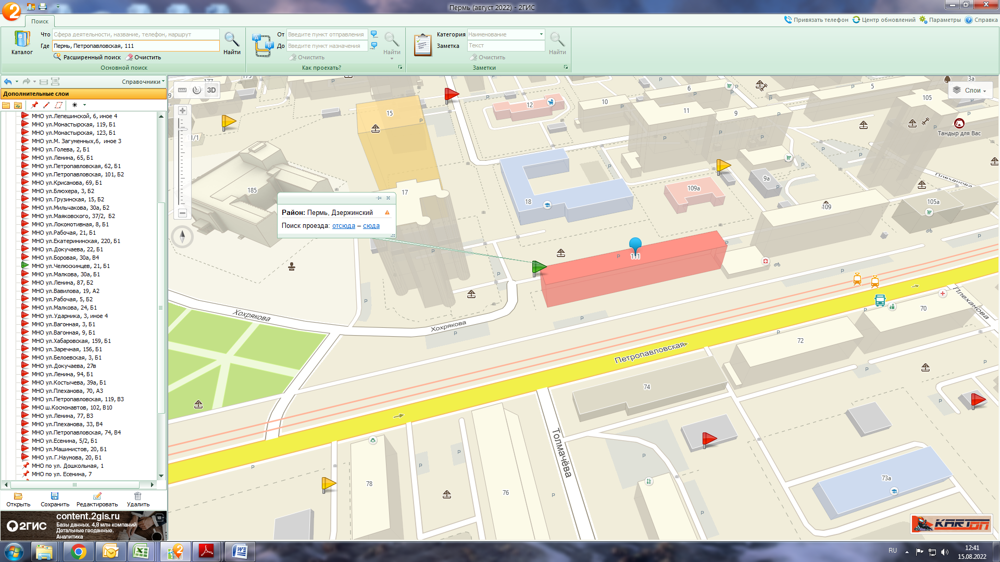 Пермь (август 2022) - 2ГИС
Поиск
Привязать телефон
Центр обновлений
Параметры
Справка
Каталог
Что
Сфера деятельности, название, телефон, маршрут
Где
Пермь, Петропавловская, 111
Расширенный поиск
Очистить
Найти
Основной поиск
От
Введите пункт отправления
До
Введите пункт назначения
Очистить
Найти
Как проехать?
Категория
Наименование
Заметка
Текст
Очистить
Найти
Заметки
Справочники
Дополнительные слои
МНО ул.Лепешинской, 6, иное 4
МНО ул.Монастырская, 119, Б1
МНО ул.Монастырская, 123, Б1
МНО ул.М. Загуменных,6, иное 3
МНО ул.Голева, 2, Б1
МНО ул.Ленина, 65, Б1
МНО ул.Петропавловская, 62, Б1
МНО ул.Петропавловская, 101, Б2
МНО ул.Крисанова, 69, Б1
МНО ул.Блюхера, 3, Б2
МНО ул.Грузинская, 15, Б2
МНО ул.Мильчакова, 30а, Б2
МНО ул.Маяковского, 37/2, Б2
МНО ул.Локомотивная, 8, Б1
МНО ул.Рабочая, 21, Б1
МНО ул.Екатерининская, 220, Б1
МНО ул.Докучаева, 22, Б1
МНО ул.Боровая, 30а, В4
МНО ул.Челюскинцев, 21, Б1
МНО ул.Малкова, 30а, Б1
МНО ул.Ленина, 87, Б2
МНО ул.Вавилова, 19, А2
МНО ул.Рабочая, 5, Б2
МНО ул.Малкова, 24, Б1
МНО ул.Ударника, 3, иное 4
МНО ул.Вагонная, 3, Б1
МНО ул.Вагонная, 9, Б1
МНО ул.Хабаровская, 159, Б1
МНО ул.Заречная, 156, Б1
МНО ул.Белоевская, 3, Б1
МНО ул.Докучаева, 27в
МНО ул.Ленина, 94, Б1
МНО ул.Костычева, 39а, Б1
МНО ул.Плеханова, 70, А3
МНО ул.Петропавловская, 119, В3
МНО ш.Космонавтов, 102, В10
МНО ул.Ленина, 77, В3
МНО ул.Плеханова, 33, В4
МНО ул.Петропавловская, 74, В4
МНО ул.Есенина, 5/2, Б1
МНО ул.Машинистов, 20, Б1
МНО ул.Г.Наумова, 20, Б1
МНО по ул. Дошкольная, 1
МНО по ул. Есенина, 7
Открыть
Сохранить
Редактировать
Удалить
2ГИС
content.2gis.ru
18+
Базы данных. 4,8 млн компаний
Детальные геоданные.
Аналитика
3D
Слои
177
173
15
12
10
6
5
3а
105
11
9
11/1
Тандыр для Вас
185
17
18
109а
9а
Плеханова
105а
109
Район: Пермь, Дзержинский
Поиск проезда: отсюда – сюда
111
Хохрякова
Хохрякова
Плеханова
70
72
Петропавловская
74
Толмачёва
78
76
73а
KARTON
RU
12:41
15.08.2022